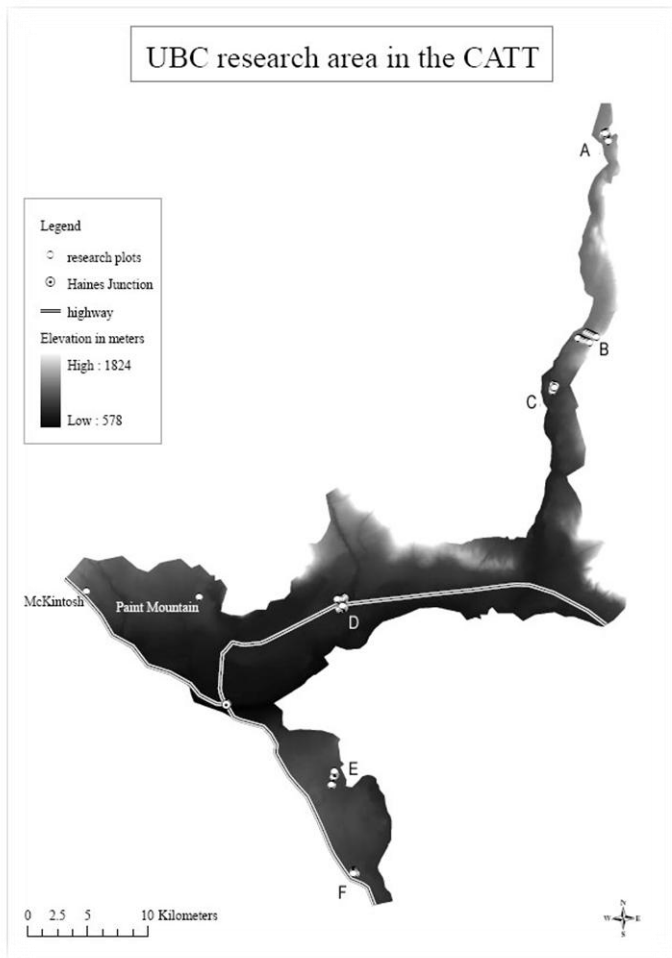 UBC research area in the CATT
A
Legend
research plots
Haines Junction
highway
Elevation in meters
High : 1824
Low : 578
B
C
McKintosh
Paint Mountain
D
E
F
0 2.5 5 10 Kilometers
N
W E
S